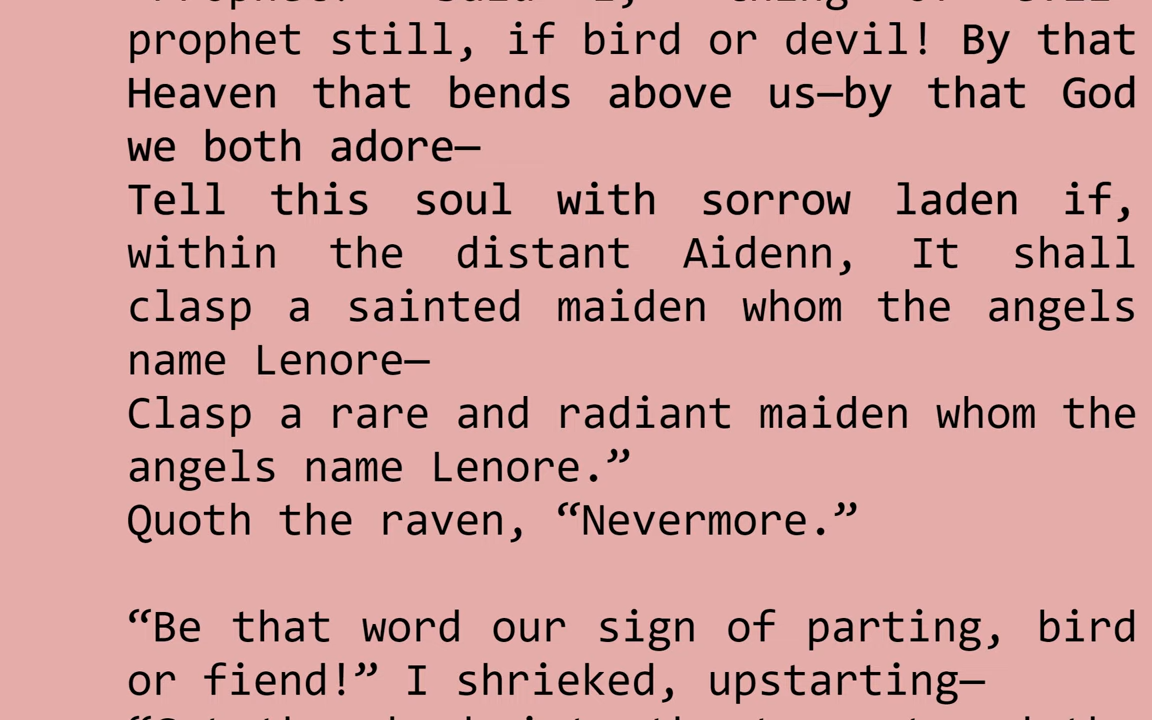 prophet still, if bird or devil! By that
Heaven that bends above us—by that God
we both adore—
Tell this soul with sorrow laden if,
within the distant Aidenn, It shall
clasp a sainted maiden whom the angels
name Lenore—
Clasp a rare and radiant maiden whom the
angels name Lenore.”
Quoth the raven, “Nevermore.”
“Be that word our sign of parting, bird
or fiend!” I shrieked, upstarting—